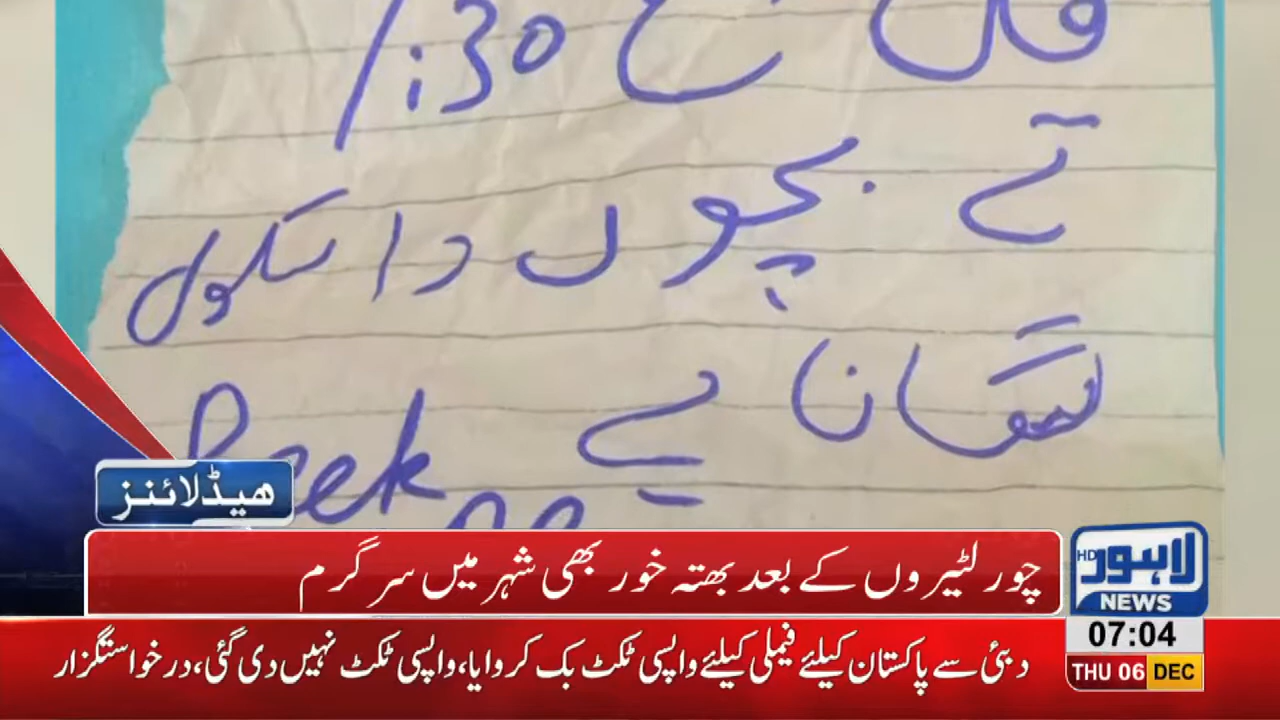 1:30
تے بچوں دا سکول
Peek
ہیڈلائنز
چور لٹیروں کے بعد بھتہ خور بھی شہر میں سرگرم
HD لاہور
NEWS
07:04
THU 06 DEC
دبئی سے پاکستان کیلئے فیملی کیلئے واپسی ٹکٹ بک کروایا، واپسی ٹکٹ نہیں دی گئی، درخواستگزار